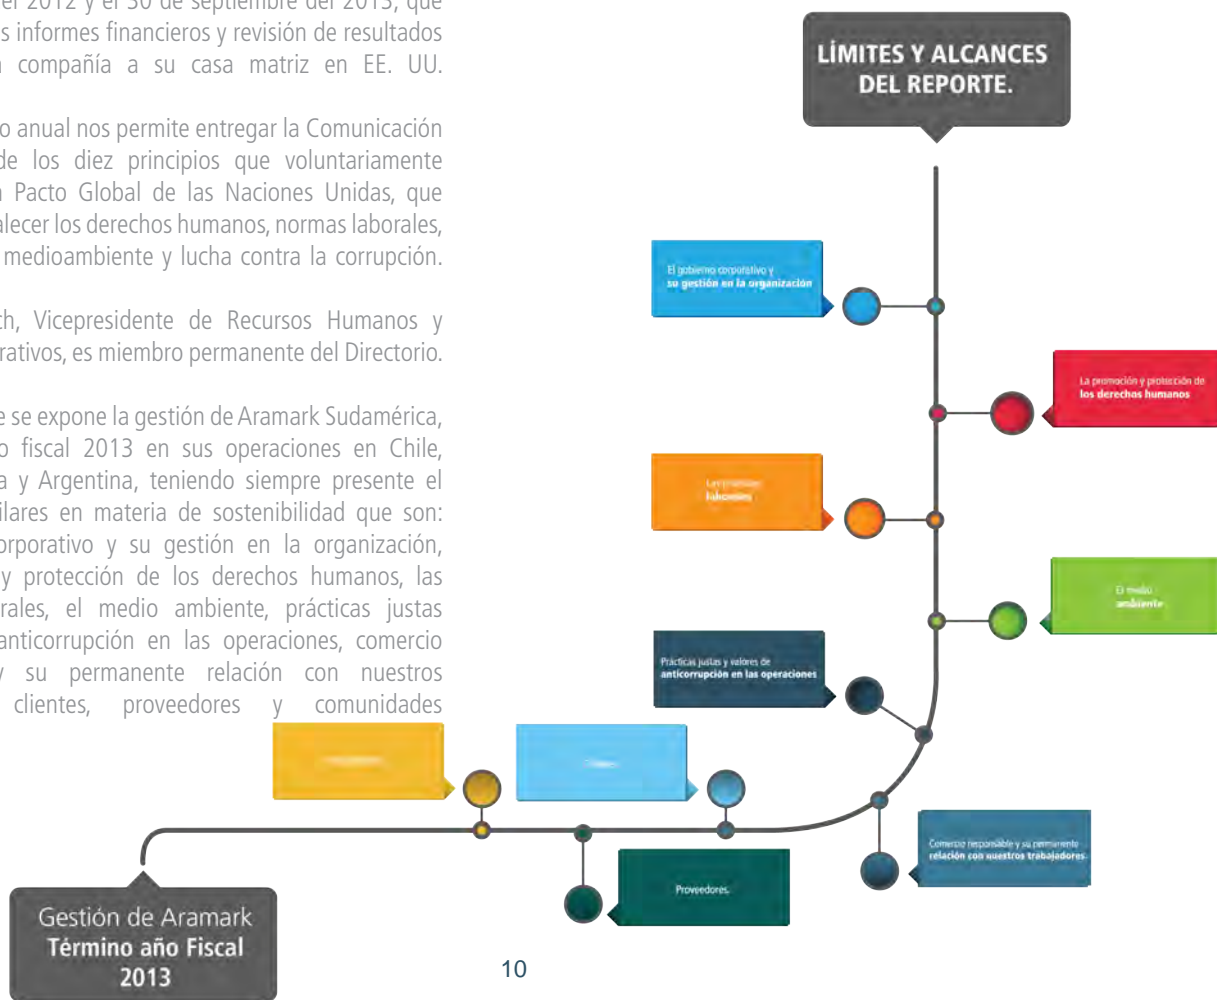 el 2012 y el 30 de septiembre del 2013, que
s informes financieros y revisión de resultados
compañía a su casa matriz en EE. UU.
o anual nos permite entregar la Comunicación
de los diez principios que voluntariamente
Pacto Global de las Naciones Unidas, que
alecer los derechos humanos, normas laborales,
medioambiente y lucha contra la corrupción.
th, Vicepresidente de Recursos Humanos y
rativos, es miembro permanente del Directorio.
e se expone la gestión de Aramark Sudamérica,
o fiscal 2013 en sus operaciones en Chile,
a y Argentina, teniendo siempre presente el
ilares en materia de sostenibilidad que son:
orporativo y su gestión en la organización,
y protección de los derechos humanos, las
rales, el medio ambiente, prácticas justas
anticorrupción en las operaciones, comercio
y su permanente relación con nuestros
clientes, proveedores y comunidades
LÍMITES Y ALCANCES
DEL REPORTE.
El gobierno corporativo y
su gestión en la organización
La promoción y protección de
los derechos humanos
laborales
El medio
ambiente
Prácticas justas y valores de
anticorrupción en las operaciones
Comercio responsable y su permanente
relación con nuestros trabajadores
Proveedores.
Gestión de Aramark
Término año Fiscal
2013
10